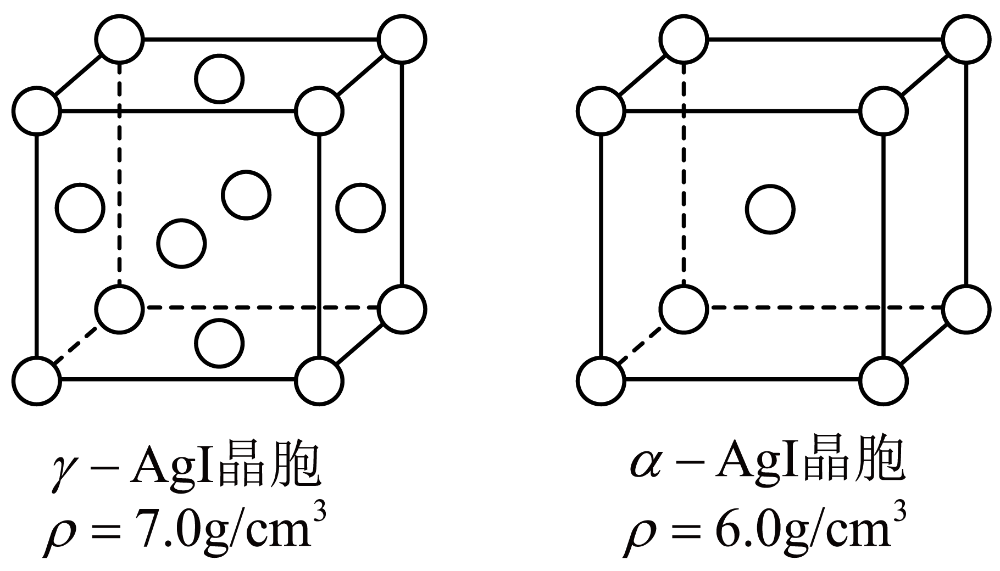 γ − AgI晶胞
ρ = 7.0g/cm³
α − AgI晶胞
ρ = 6.0g/cm³